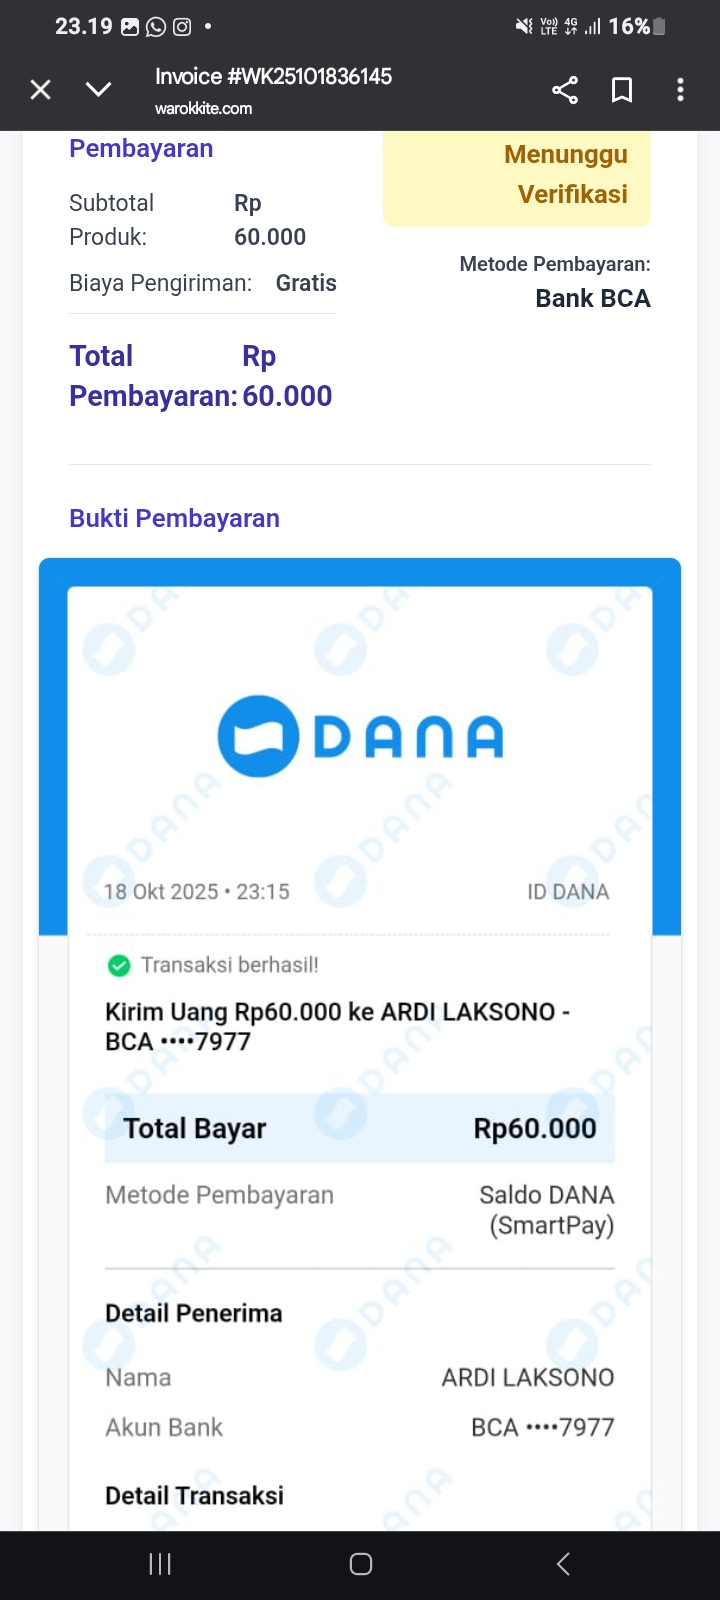 23.19
Vo)) LTE 4G 16%
Invoice #WK25101836145
warokkite.com
Pembayaran
Menunggu
Verifikasi
Subtotal Produk: Rp 60.000
Biaya Pengiriman: Gratis
Metode Pembayaran:
Bank BCA
Total Pembayaran: Rp 60.000
Bukti Pembayaran
DANA
18 Okt 2025 • 23:15 ID DANA
Transaksi berhasil!
Kirim Uang Rp60.000 ke ARDI LAKSONO -
BCA ••••7977
Total Bayar Rp60.000
Metode Pembayaran Saldo DANA
(SmartPay)
Detail Penerima
Nama ARDI LAKSONO
Akun Bank BCA ••••7977
Detail Transaksi